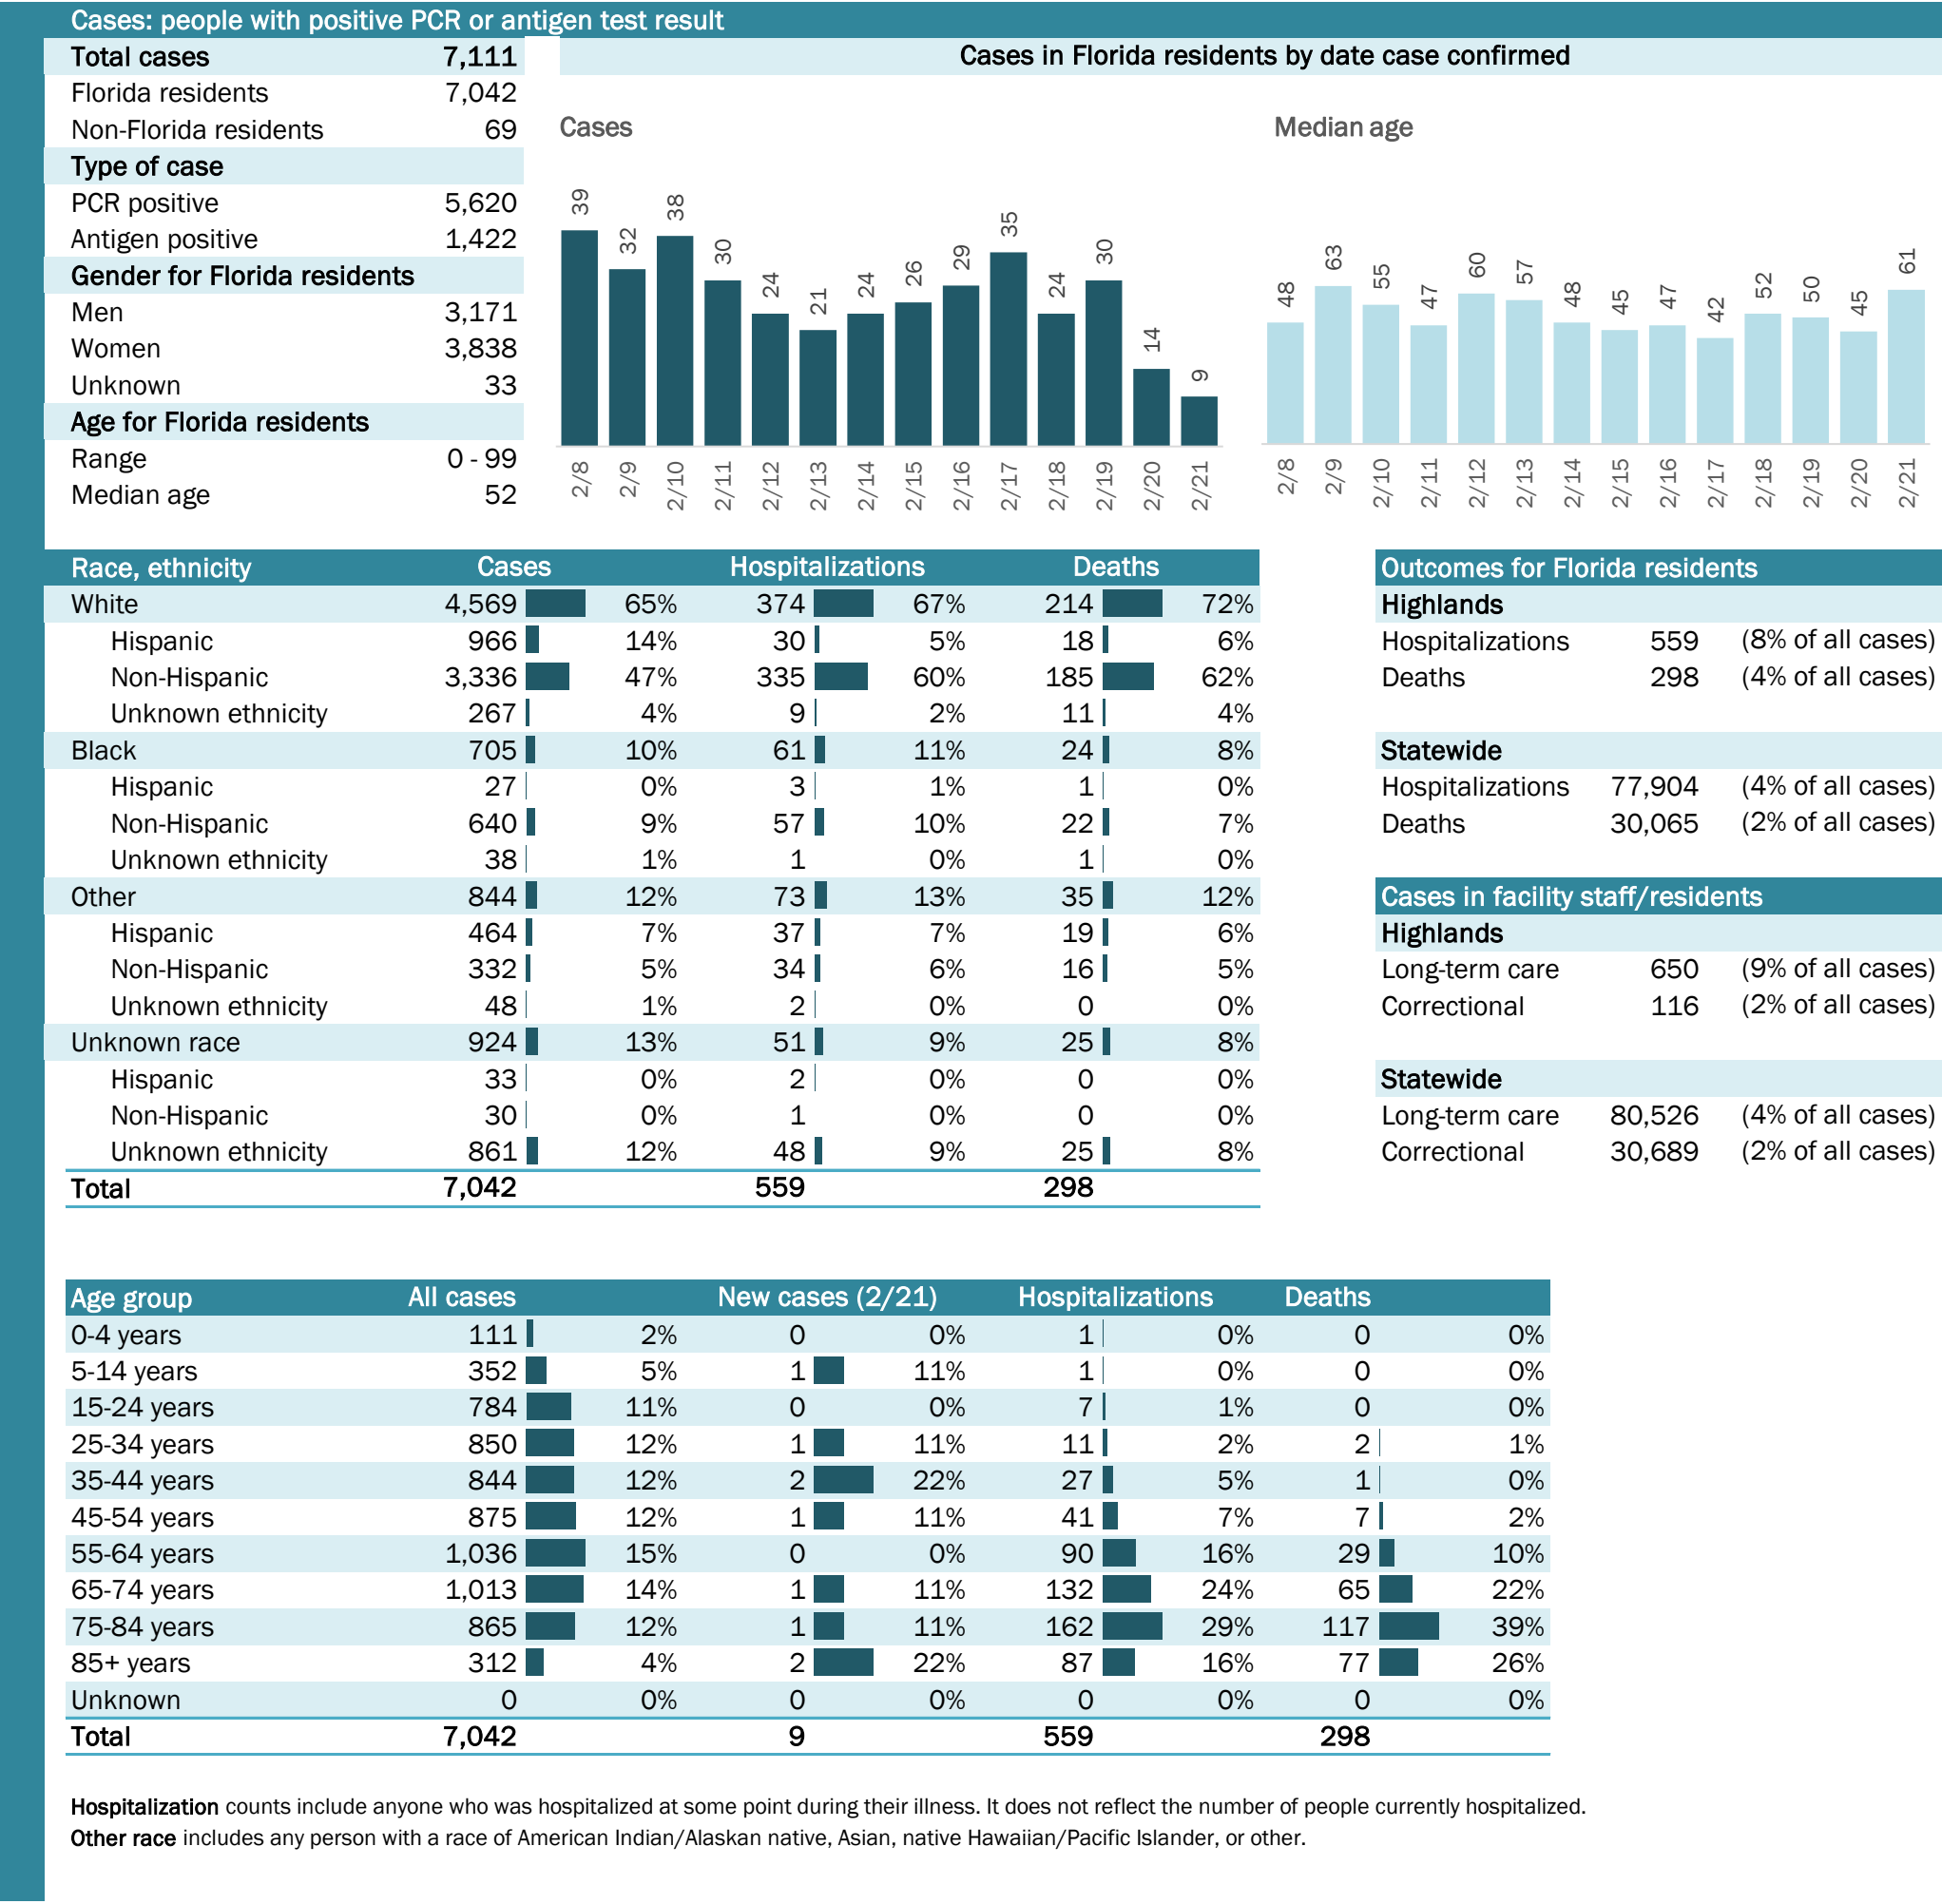 Cases: people with positive PCR or antigen test result
Total cases 7,111
Florida residents 7,042
Non-Florida residents 69
Type of case
PCR positive 5,620
Antigen positive 1,422
Gender for Florida residents
Men 3,171
Women 3,838
Unknown 33
Age for Florida residents
Range 0 - 99
Median age 52
Cases in Florida residents by date case confirmed
Cases
39 32 38 30 24 21 24 26 29 35 24 30 14 9
2/8 2/9 2/10 2/11 2/12 2/13 2/14 2/15 2/16 2/17 2/18 2/19 2/20 2/21
Median age
48 63 55 47 60 57 48 45 47 42 52 50 45 61
2/8 2/9 2/10 2/11 2/12 2/13 2/14 2/15 2/16 2/17 2/18 2/19 2/20 2/21
Race, ethnicity Cases Hospitalizations Deaths
White 4,569 65% 374 67% 214 72%
Hispanic 966 14% 30 5% 18 6%
Non-Hispanic 3,336 47% 335 60% 185 62%
Unknown ethnicity 267 4% 9 2% 11 4%
Black 705 10% 61 11% 24 8%
Hispanic 27 0% 3 1% 1 0%
Non-Hispanic 640 9% 57 10% 22 7%
Unknown ethnicity 38 1% 1 0% 1 0%
Other 844 12% 73 13% 35 12%
Hispanic 464 7% 37 7% 19 6%
Non-Hispanic 332 5% 34 6% 16 5%
Unknown ethnicity 48 1% 2 0% 0 0%
Unknown race 924 13% 51 9% 25 8%
Hispanic 33 0% 2 0% 0 0%
Non-Hispanic 30 0% 1 0% 0 0%
Unknown ethnicity 861 12% 48 9% 25 8%
Total 7,042 559 298
Outcomes for Florida residents
Highlands
Hospitalizations 559 (8% of all cases)
Deaths 298 (4% of all cases)
Statewide
Hospitalizations 77,904 (4% of all cases)
Deaths 30,065 (2% of all cases)
Cases in facility staff/residents
Highlands
Long-term care 650 (9% of all cases)
Correctional 116 (2% of all cases)
Statewide
Long-term care 80,526 (4% of all cases)
Correctional 30,689 (2% of all cases)
Age group All cases New cases (2/21) Hospitalizations Deaths
0-4 years 111 2% 0 0% 1 0% 0 0%
5-14 years 352 5% 1 11% 1 0% 0 0%
15-24 years 784 11% 0 0% 7 1% 0 0%
25-34 years 850 12% 1 11% 11 2% 2 1%
35-44 years 844 12% 2 22% 27 5% 1 0%
45-54 years 875 12% 1 11% 41 7% 7 2%
55-64 years 1,036 15% 0 0% 90 16% 29 10%
65-74 years 1,013 14% 1 11% 132 24% 65 22%
75-84 years 865 12% 1 11% 162 29% 117 39%
85+ years 312 4% 2 22% 87 16% 77 26%
Unknown 0 0% 0 0% 0 0% 0 0%
Total 7,042 9 559 298
Hospitalization counts include anyone who was hospitalized at some point during their illness. It does not reflect the number of people currently hospitalized.
Other race includes any person with a race of American Indian/Alaskan native, Asian, native Hawaiian/Pacific Islander, or other.